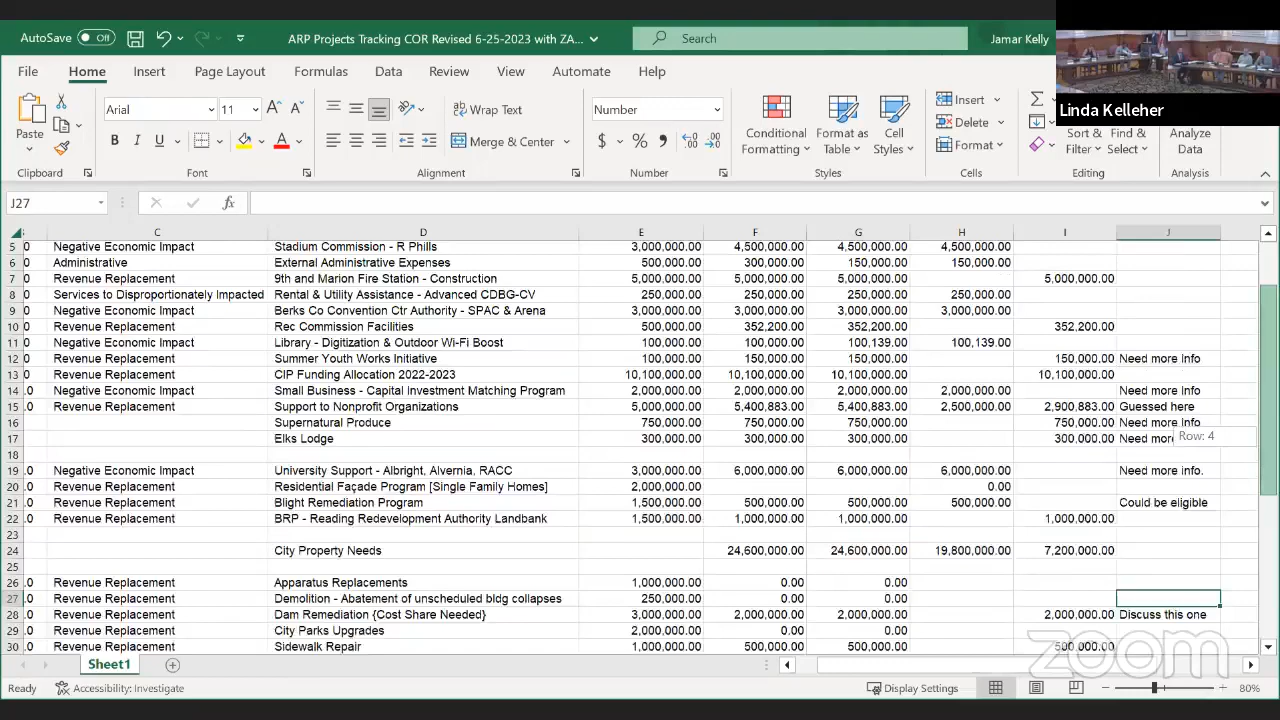 AutoSave Off ARP Projects Tracking COR Revised 6-25-2023 with ZA... Search Jamar Kelly
File Home Insert Page Layout Formulas Data Review View Automate Help
Linda Kelleher
Arial 11 Wrap Text Number Insert
Paste Conditional Format as Cell Delete Sort & Find & Analyze
B I U Merge & Center $ % Formatting Table Styles Format Filter Select Data
Clipboard Font Alignment Number Styles Cells Editing Analysis
J27 fx
C D E F G H I J
5 0 Negative Economic Impact Stadium Commission - R Phills 3,000,000.00 4,500,000.00 4,500,000.00 4,500,000.00
6 0 Administrative External Administrative Expenses 500,000.00 300,000.00 150,000.00 150,000.00
7 0 Revenue Replacement 9th and Marion Fire Station - Construction 5,000,000.00 5,000,000.00 5,000,000.00 5,000,000.00
8 0 Services to Disproportionately Impacted Rental & Utility Assistance - Advanced CDBG-CV 250,000.00 250,000.00 250,000.00 250,000.00
9 0 Negative Economic Impact Berks Co Convention Ctr Authority - SPAC & Arena 3,000,000.00 3,000,000.00 3,000,000.00 3,000,000.00
10 0 Revenue Replacement Rec Commission Facilities 500,000.00 352,200.00 352,200.00 352,200.00
11 0 Negative Economic Impact Library - Digitization & Outdoor Wi-Fi Boost 100,000.00 100,000.00 100,139.00 100,139.00
12 0 Revenue Replacement Summer Youth Works Initiative 100,000.00 150,000.00 150,000.00 150,000.00 Need more Info
13 0 Revenue Replacement CIP Funding Allocation 2022-2023 10,100,000.00 10,100,000.00 10,100,000.00 10,100,000.00
14 .0 Negative Economic Impact Small Business - Capital Investment Matching Program 2,000,000.00 2,000,000.00 2,000,000.00 2,000,000.00 Need more Info
15 .0 Revenue Replacement Support to Nonprofit Organizations 5,000,000.00 5,400,883.00 5,400,883.00 2,500,000.00 2,900,883.00 Guessed here
16 Supernatural Produce 750,000.00 750,000.00 750,000.00 750,000.00 Need more Info
17 Elks Lodge 300,000.00 300,000.00 300,000.00 300,000.00 Need more Row: 4
18
19 .0 Negative Economic Impact University Support - Albright, Alvernia, RACC 3,000,000.00 6,000,000.00 6,000,000.00 6,000,000.00 Need more info.
20 .0 Revenue Replacement Residential Façade Program [Single Family Homes] 2,000,000.00 0.00
21 .0 Revenue Replacement Blight Remediation Program 1,500,000.00 500,000.00 500,000.00 500,000.00 Could be eligible
22 .0 Revenue Replacement BRP - Reading Redevelopment Authority Landbank 1,500,000.00 1,000,000.00 1,000,000.00 1,000,000.00
23
24 City Property Needs 24,600,000.00 24,600,000.00 19,800,000.00 7,200,000.00
25
26 .0 Revenue Replacement Apparatus Replacements 1,000,000.00 0.00 0.00
27 .0 Revenue Replacement Demolition - Abatement of unscheduled bldg collapses 250,000.00 0.00 0.00
28 .0 Revenue Replacement Dam Remediation {Cost Share Needed} 3,000,000.00 2,000,000.00 2,000,000.00 2,000,000.00 Discuss this one
29 .0 Revenue Replacement City Parks Upgrades 2,000,000.00 0.00 0.00
30 .0 Revenue Replacement Sidewalk Repair 1,000,000.00 500,000.00 500,000.00 500,000.00
zoom
Sheet1
Ready Accessibility: Investigate Display Settings 80%